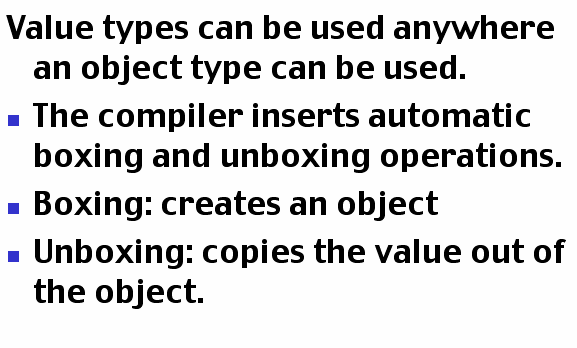 Value types can be used anywhere
an object type can be used.
The compiler inserts automatic
boxing and unboxing operations.
Boxing: creates an object
Unboxing: copies the value out of
the object.